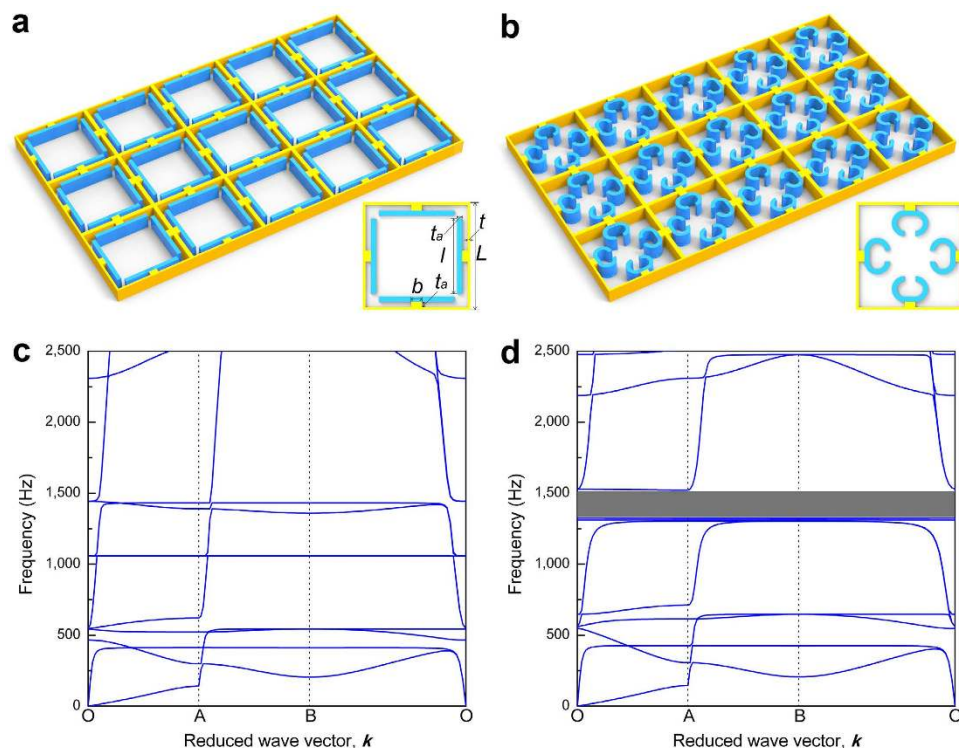 a
b
t
tₐ
l
L
tₐ
b
c
d
2,500
2,000
1,500
1,000
500
0
Frequency (Hz)
O
A
B
O
Reduced wave vector, k
2,500
2,000
1,500
1,000
500
0
Frequency (Hz)
O
A
B
O
Reduced wave vector, k